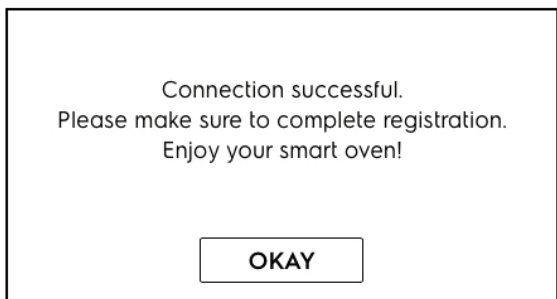 Connection successful.
Please make sure to complete registration.
Enjoy your smart oven!
OKAY